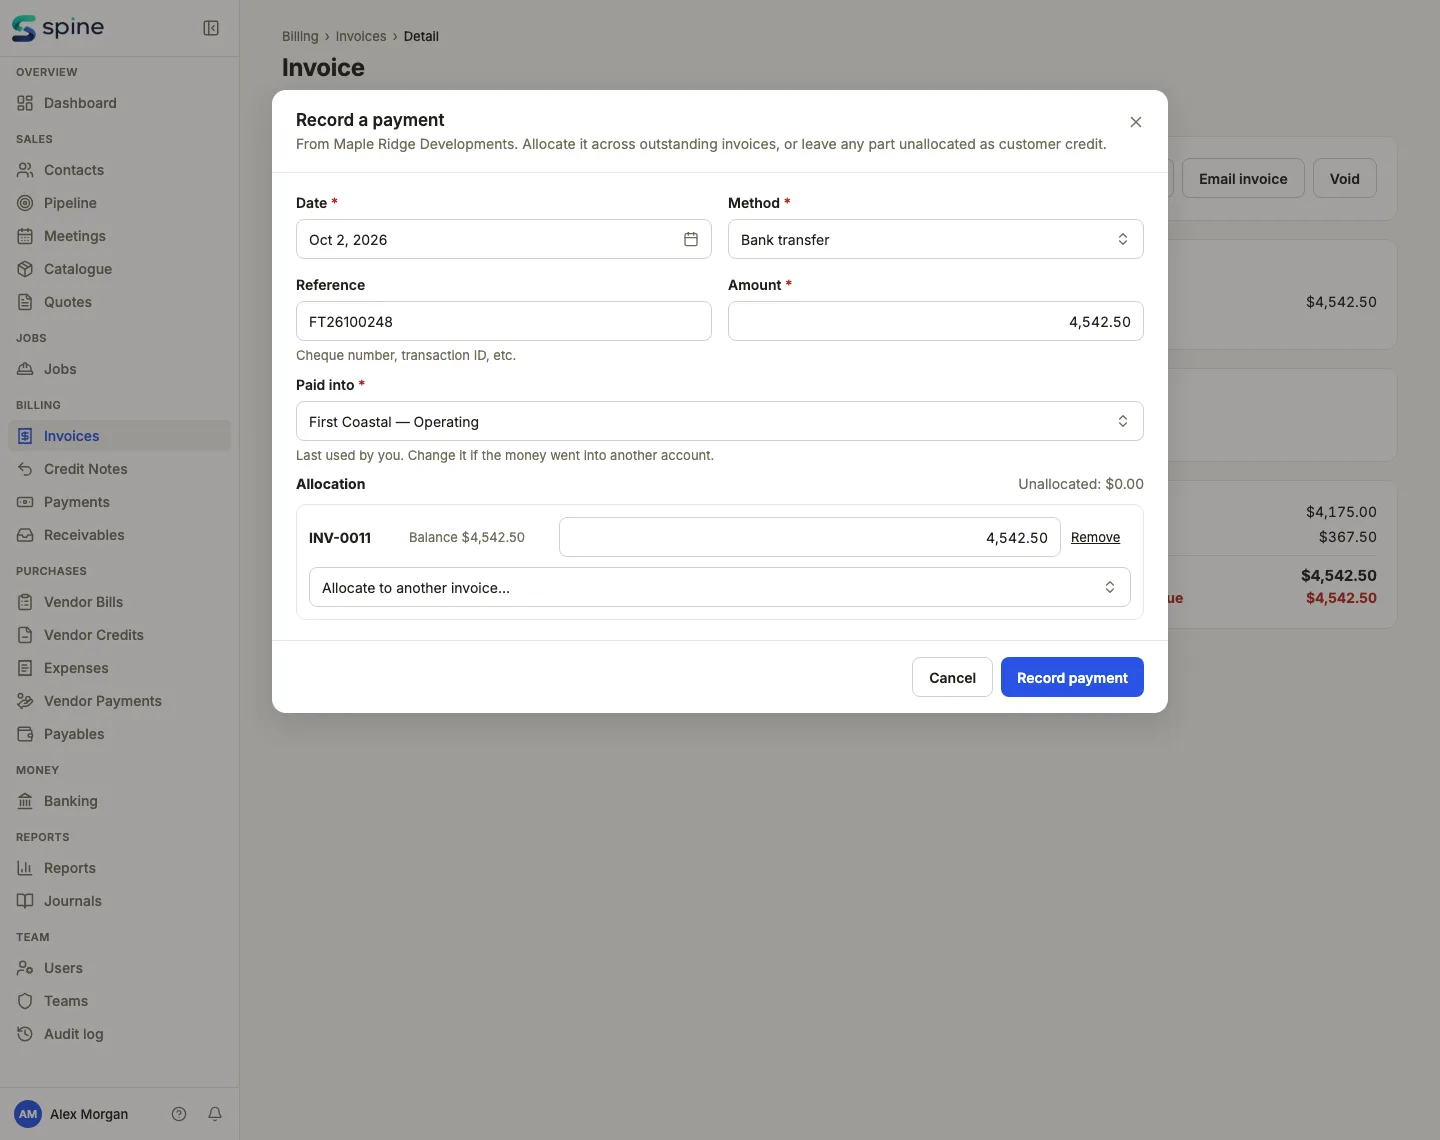 spine
OVERVIEW
Dashboard
SALES
Contacts
Pipeline
Meetings
Catalogue
Quotes
JOBS
Jobs
BILLING
Invoices
Credit Notes
Payments
Receivables
PURCHASES
Vendor Bills
Vendor Credits
Expenses
Vendor Payments
Payables
MONEY
Banking
REPORTS
Reports
Journals
TEAM
Users
Teams
Audit log
AM Alex Morgan
Billing › Invoices › Detail
Invoice
Email invoice Void
$4,542.50
$4,175.00
$367.50
$4,542.50
ue $4,542.50
Record a payment
From Maple Ridge Developments. Allocate it across outstanding invoices, or leave any part unallocated as customer credit.
Date * Method *
Oct 2, 2026 Bank transfer
Reference Amount *
FT26100248 4,542.50
Cheque number, transaction ID, etc.
Paid into *
First Coastal — Operating
Last used by you. Change it if the money went into another account.
Allocation Unallocated: $0.00
INV-0011 Balance $4,542.50 4,542.50 Remove
Allocate to another invoice...
Cancel Record payment